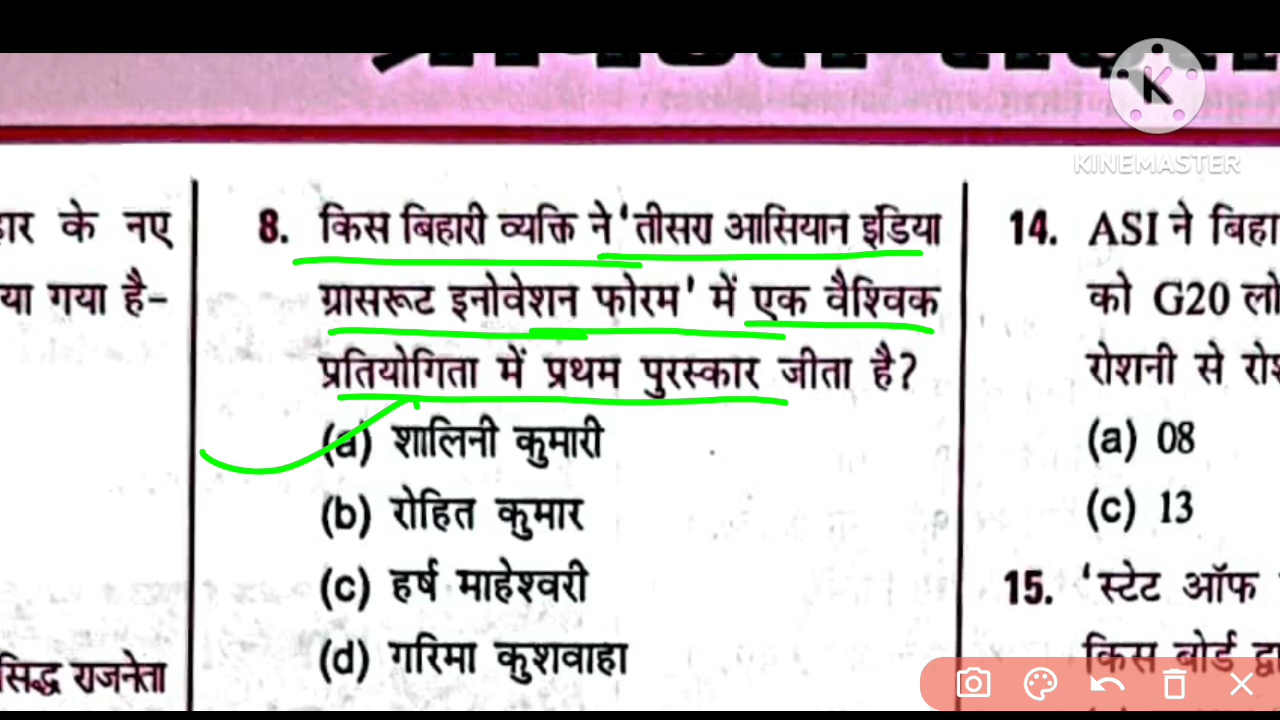 KINEMASTER
के नए
या गया है-
सिद्ध राजनेता
8. किस बिहारी व्यक्ति ने 'तीसरा आसियान इंडिया
ग्रासरूट इनोवेशन फोरम' में एक वैश्विक
प्रतियोगिता में प्रथम पुरस्कार जीता है?
(a) शालिनी कुमारी
(b) रोहित कुमार
(c) हर्ष माहेश्वरी
(d) गरिमा कुशवाहा
14. ASI ने
को G20
रोशनी से
(a) 08
(c) 13
15. 'स्टेट ऑफ
किस बोर्ड